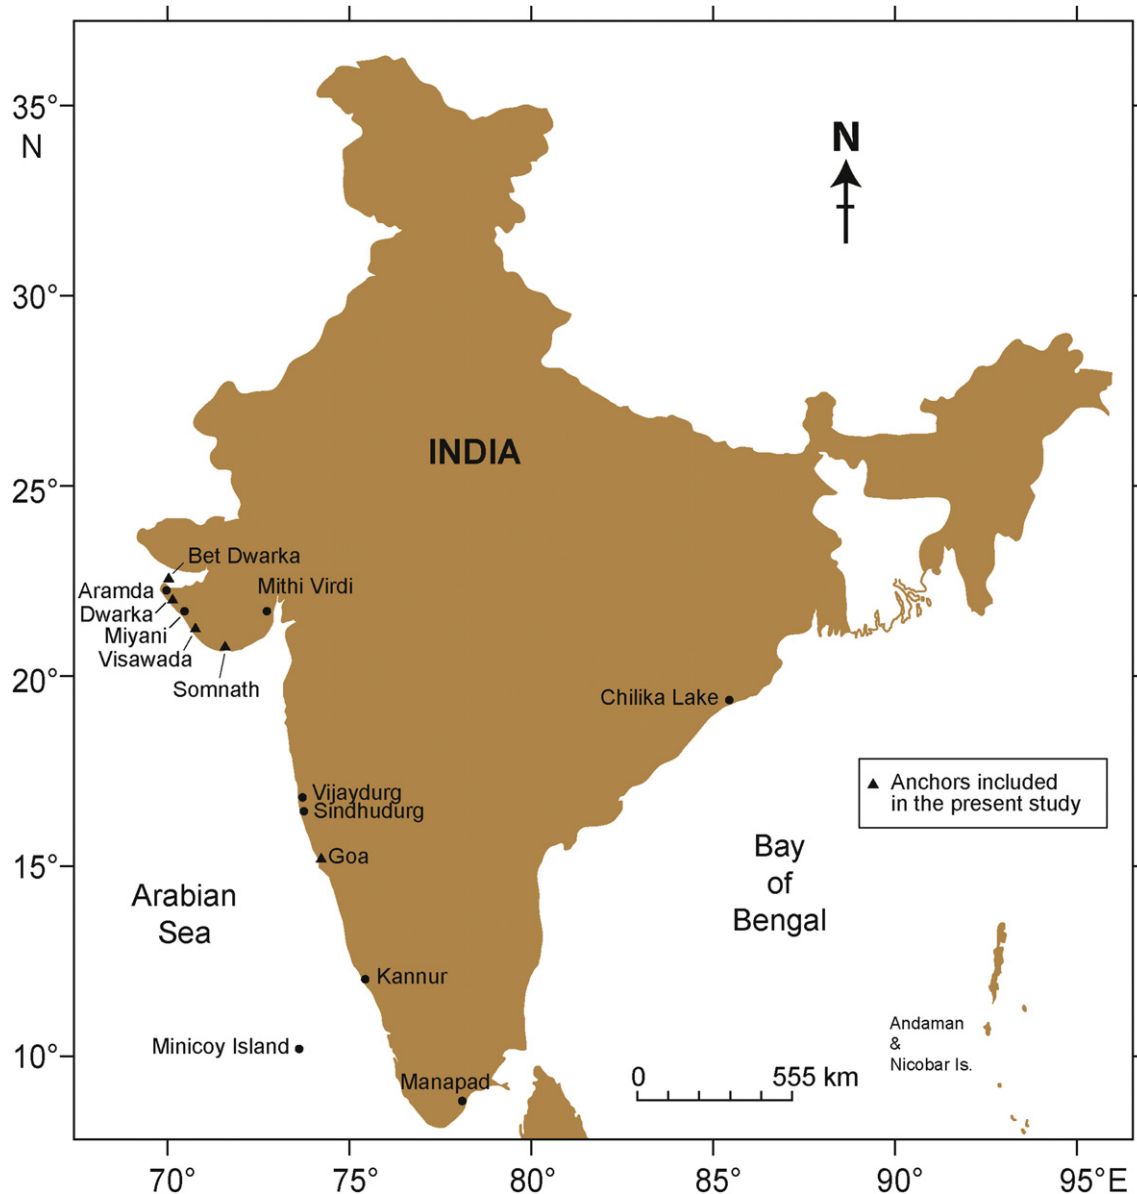 35°
N
N
30°
INDIA
25°
Bet Dwarka
Mithi Virdi
Aramda
Dwarka
Miyani
Visawada
20°
Somnath
Chilika Lake
Anchors included
in the present study
Vijaydurg
Sindhudurg
Goa
15°
Bay
of
Bengal
Arabian
Sea
Kannur
Andaman
&
Nicobar Is.
Minicoy Island
10°
Manapad
0 555 km
70° 75° 80° 85° 90° 95°E